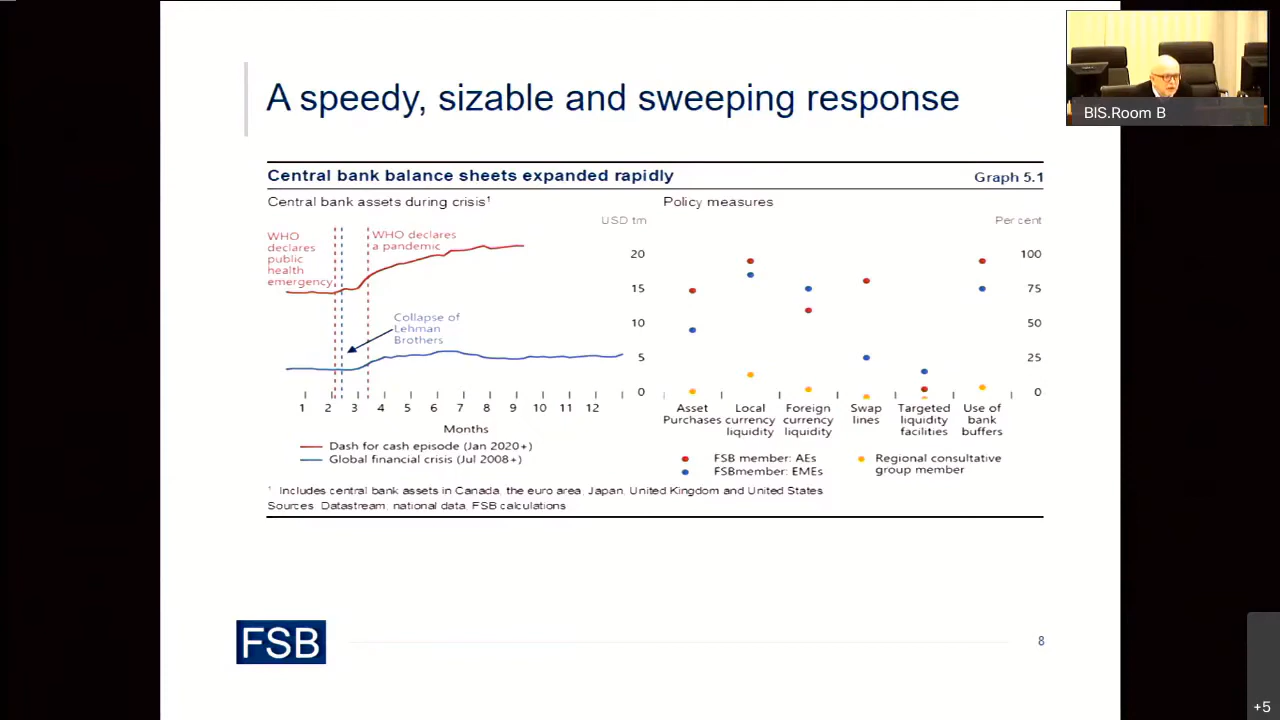 A speedy, sizable and sweeping response
BIS.Room B
Central bank balance sheets expanded rapidly
Graph 5.1
Central bank assets during crisis¹
USD trn
WHO
declares
public
health
emergency
WHO declares
a pandemic
Collapse of
Lehman
Brothers
20
15
10
5
0
1 2 3 4 5 6 7 8 9 10 11 12
Months
Dash for cash episode (Jan 2020+)
Global financial crisis (Jul 2008+)
Policy measures
Per cent
100
75
50
25
0
Asset
Purchases
Local
currency
liquidity
Foreign
currency
liquidity
Swap
lines
Targeted
liquidity
facilities
Use of
bank
buffers
FSB member: AEs
FSBmember: EMEs
Regional consultative
group member
¹ Includes central bank assets in Canada, the euro area, Japan, United Kingdom and United States
Sources: Datastream; national data; FSB calculations
FSB
8
+5